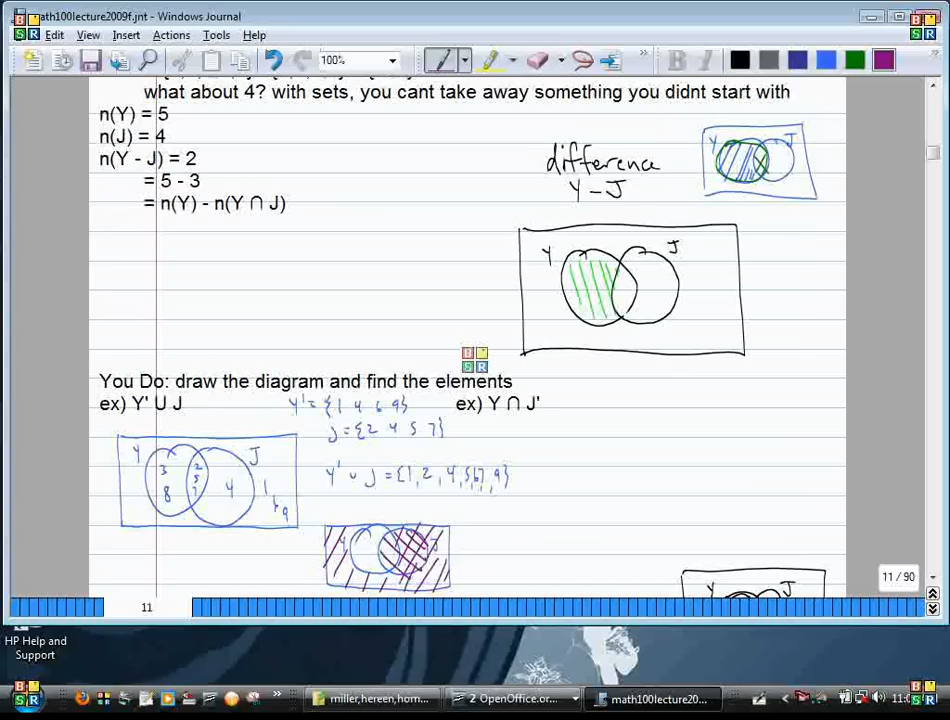 math100lecture2009f.jnt - Windows Journal
Edit View Insert Actions Tools Help
100%
what about 4? with sets, you cant take away something you didnt start with
n(Y) = 5
n(J) = 4
n(Y - J) = 2
= 5 - 3
= n(Y) - n(Y ∩ J)
difference
Y - J
Y J
Y J
You Do: draw the diagram and find the elements
ex) Y' U J
Y' = {1 4 6 9}
J = {2 4 5 7}
ex) Y ∩ J'
Y J
3 2
8 5 7 4 1 6 9
Y' ∪ J = {1, 2, 4, 5, 6, 7, 9}
Y J
Y J
11 / 90
11
HP Help and
Support
miller,hereen,horn...
2 OpenOffice.or...
math100lecture20...